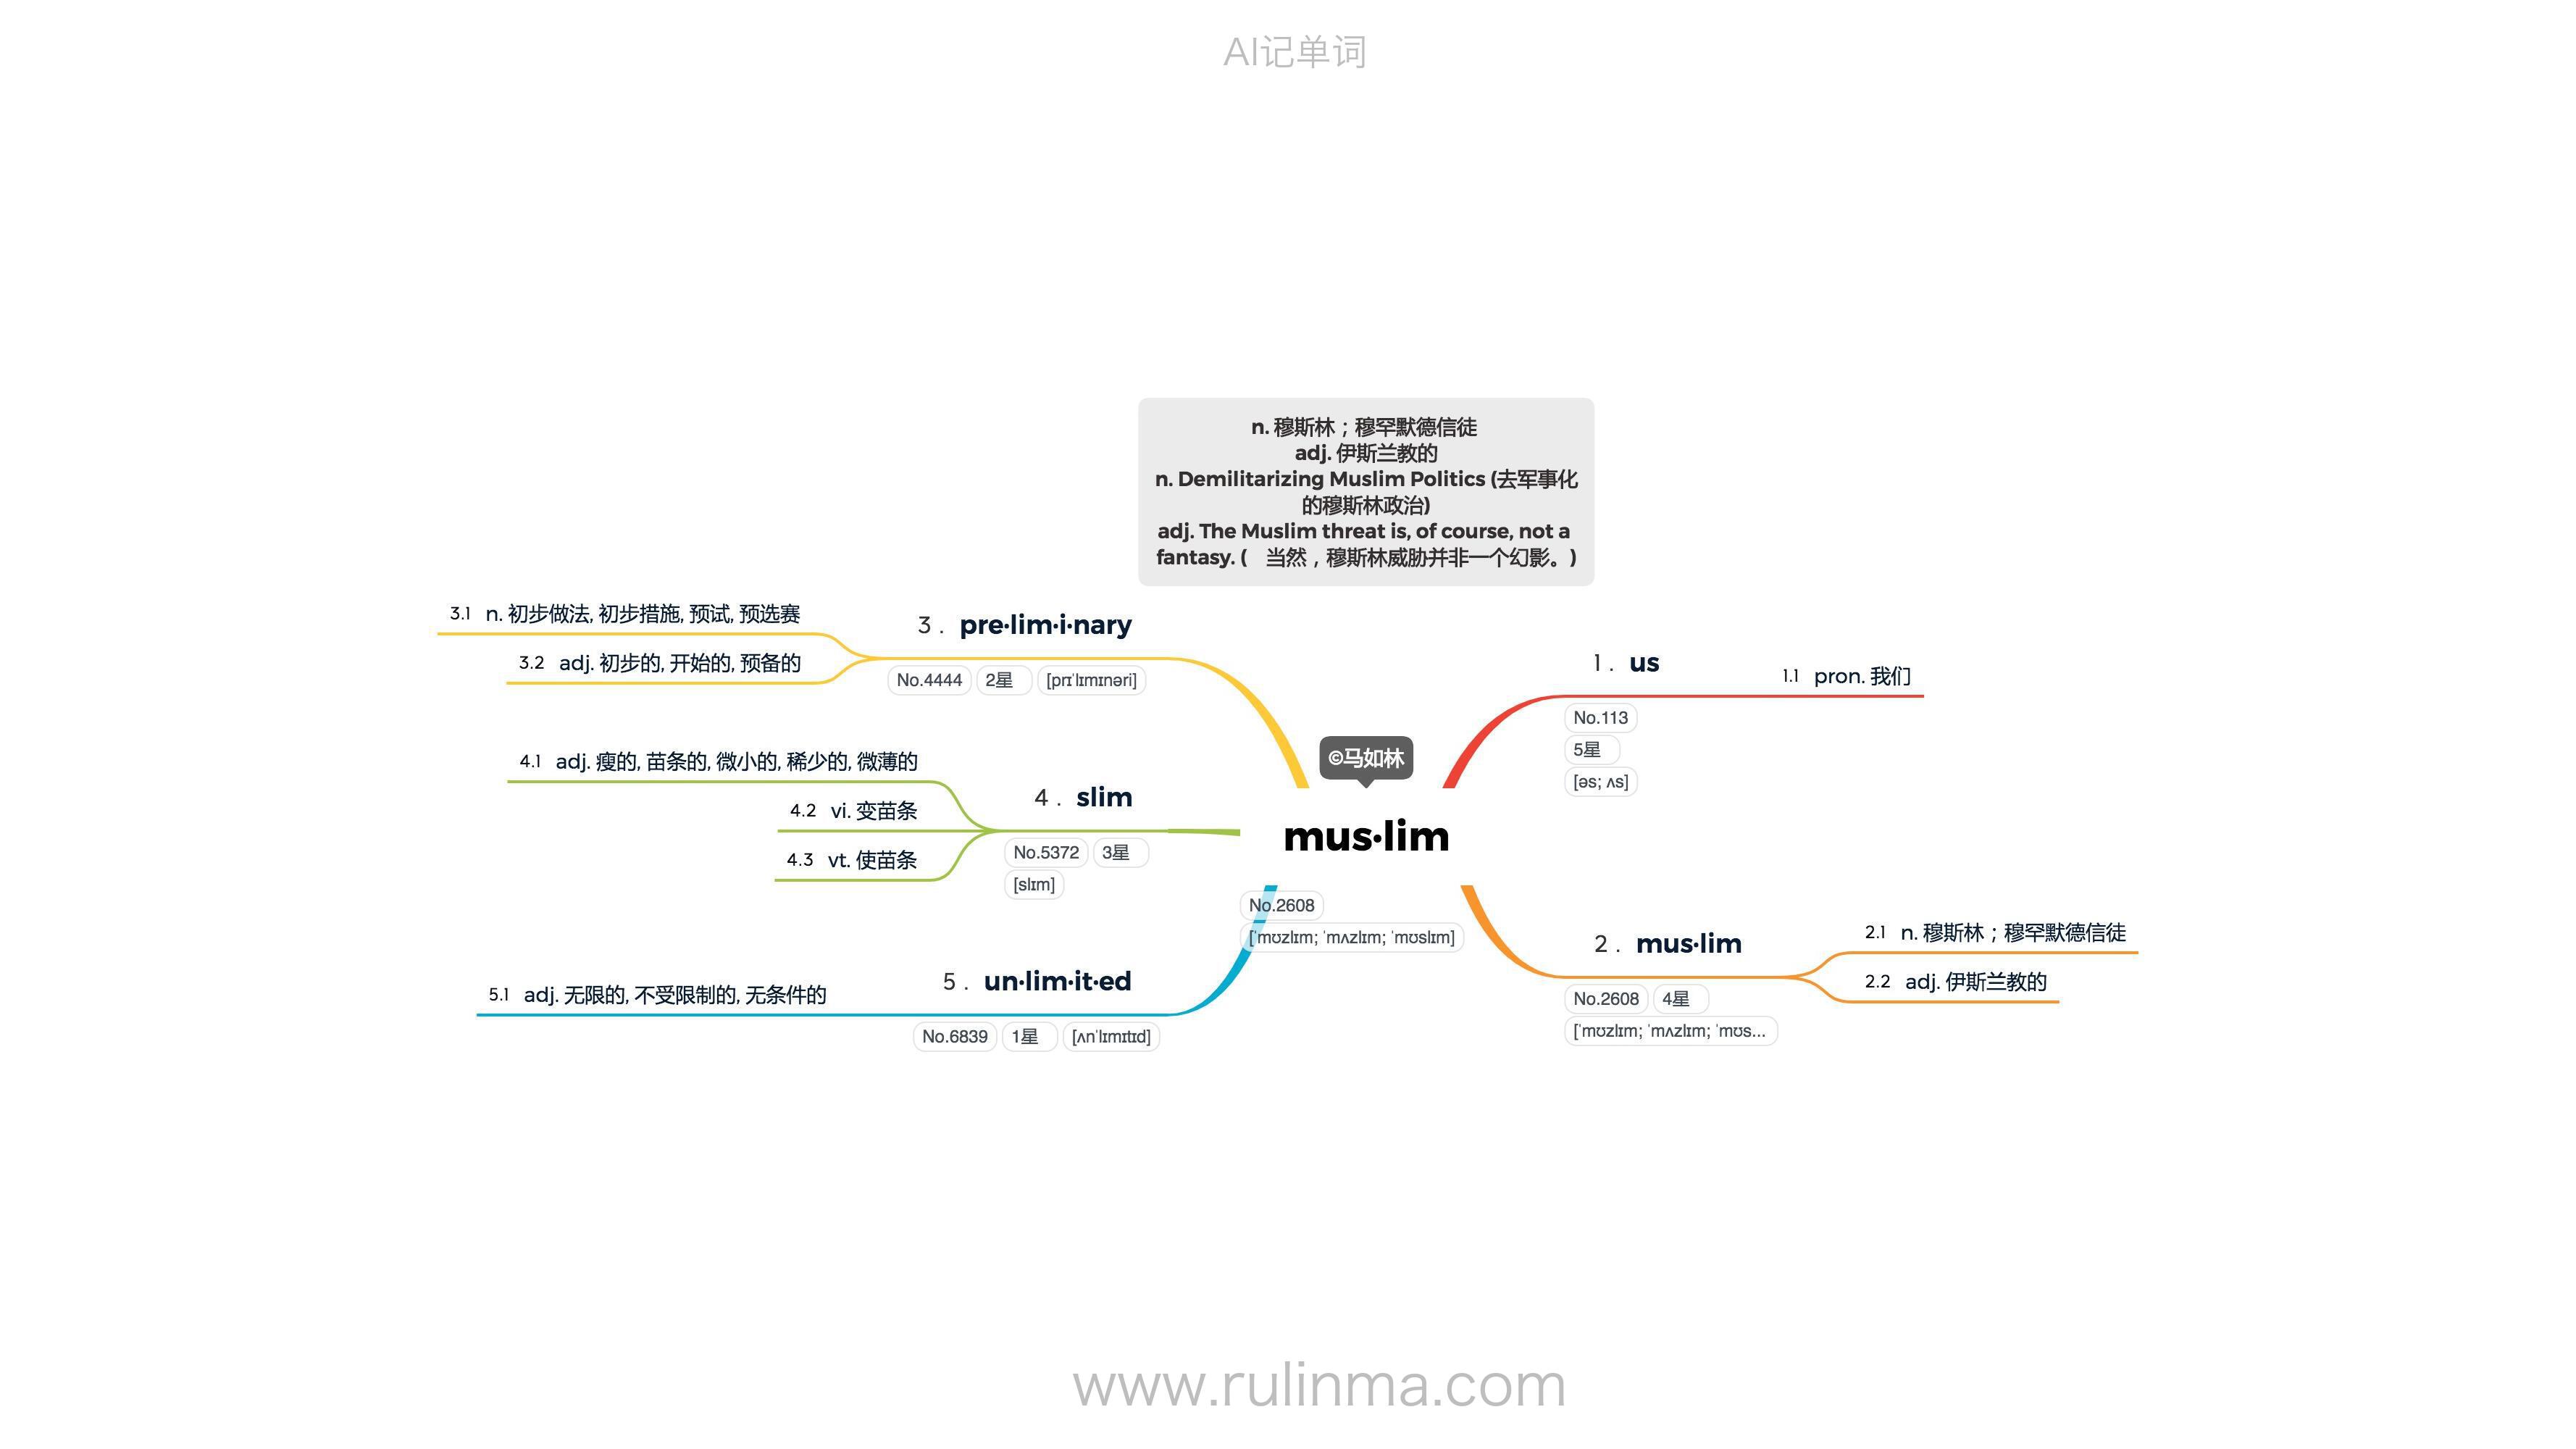 AI记单词
n. 穆斯林；穆罕默德信徒
adj. 伊斯兰教的
n. Demilitarizing Muslim Politics (去军事化
的穆斯林政治)
adj. The Muslim threat is, of course, not a
fantasy. ( 当然，穆斯林威胁并非一个幻影。)
©马如林
mus·lim
No.2608
[ˈmʊzlɪm; ˈmʌzlɪm; ˈmʊslɪm]
1 . us
No.113
5星
[əs; ʌs]
1.1 pron. 我们
2 . mus·lim
No.2608 4星
[ˈmʊzlɪm; ˈmʌzlɪm; ˈmʊs...
2.1 n. 穆斯林；穆罕默德信徒
2.2 adj. 伊斯兰教的
3 . pre·lim·i·nary
No.4444 2星 [prɪˈlɪmɪnəri]
3.1 n. 初步做法, 初步措施, 预试, 预选赛
3.2 adj. 初步的, 开始的, 预备的
4 . slim
No.5372 3星
[slɪm]
4.1 adj. 瘦的, 苗条的, 微小的, 稀少的, 微薄的
4.2 vi. 变苗条
4.3 vt. 使苗条
5 . un·lim·it·ed
No.6839 1星 [ʌnˈlɪmɪtɪd]
5.1 adj. 无限的, 不受限制的, 无条件的
www.rulinma.com